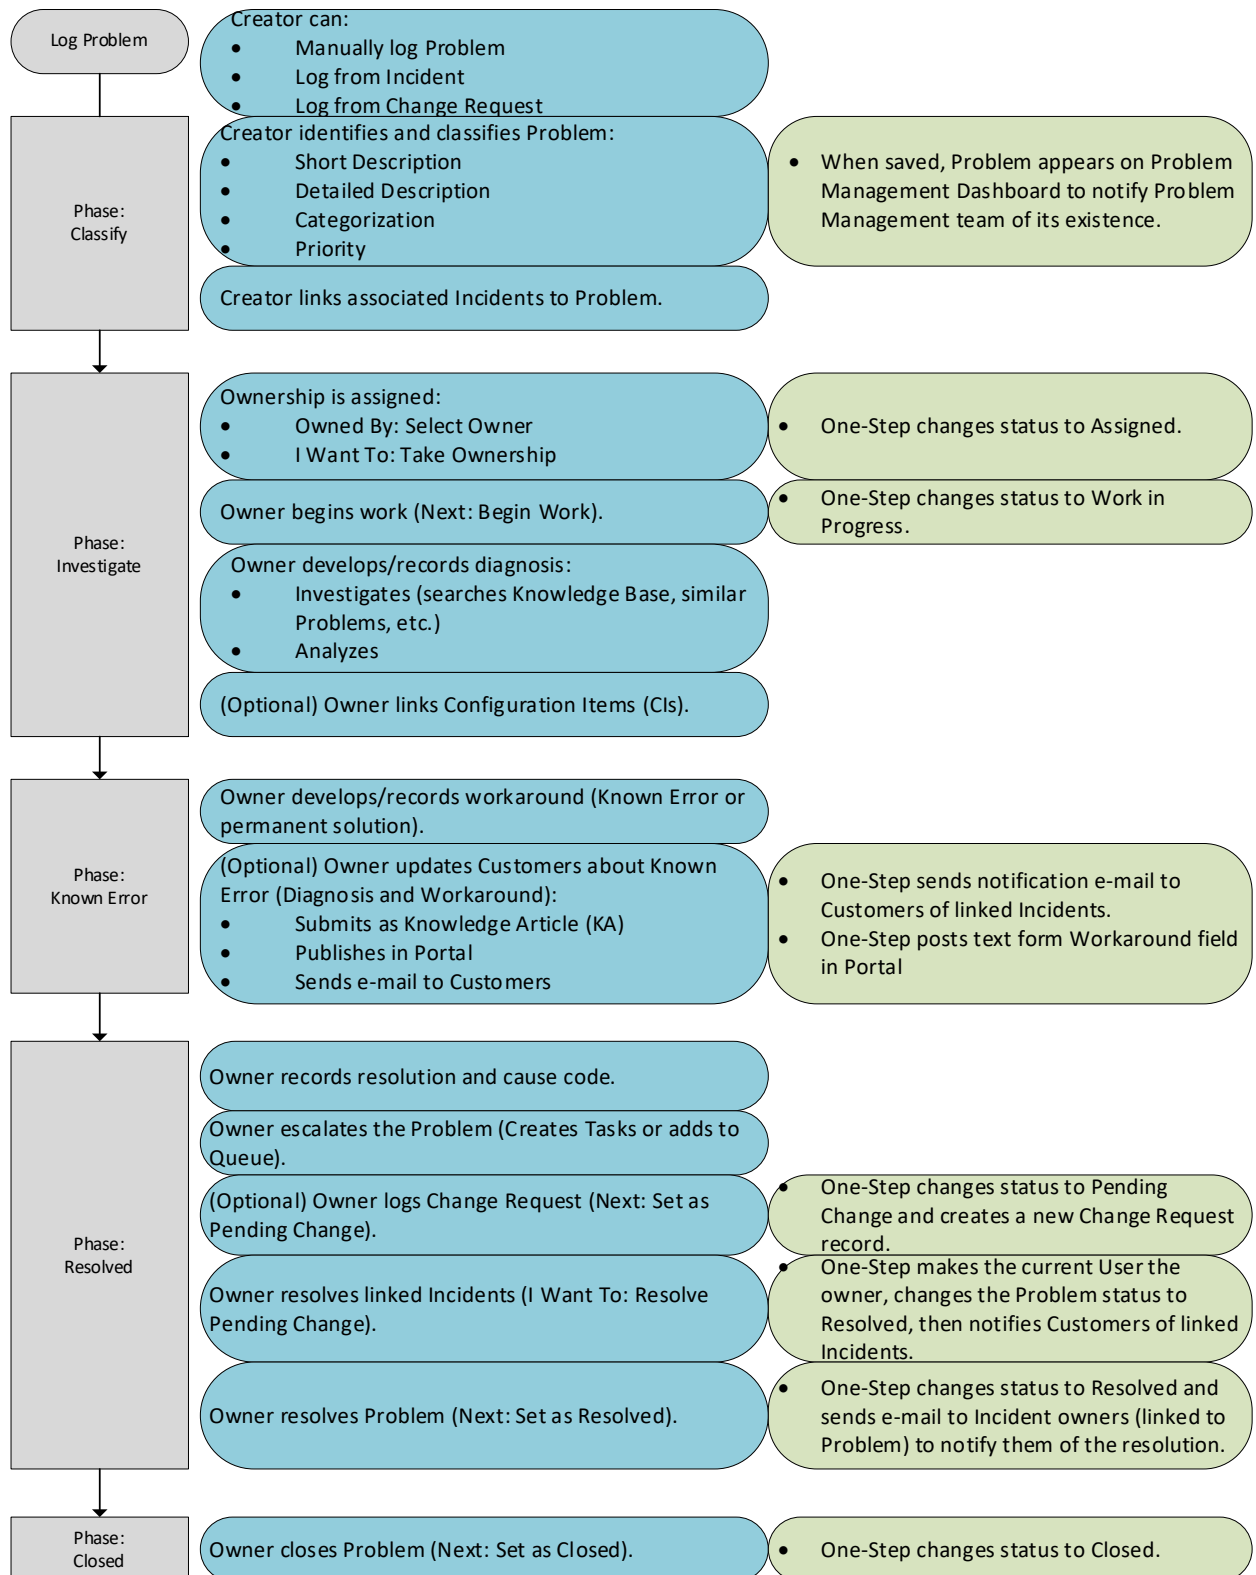 Log Problem
Creator can:
• Manually log Problem
• Log from Incident
• Log from Change Request
Phase:
Classify
Creator identifies and classifies Problem:
• Short Description
• Detailed Description
• Categorization
• Priority
• When saved, Problem appears on Problem
Management Dashboard to notify Problem
Management team of its existence.
Creator links associated Incidents to Problem.
Phase:
Investigate
Ownership is assigned:
• Owned By: Select Owner
• I Want To: Take Ownership
• One-Step changes status to Assigned.
Owner begins work (Next: Begin Work).
• One-Step changes status to Work in
Progress.
Owner develops/records diagnosis:
• Investigates (searches Knowledge Base, similar
Problems, etc.)
• Analyzes
(Optional) Owner links Configuration Items (CIs).
Phase:
Known Error
Owner develops/records workaround (Known Error or
permanent solution).
(Optional) Owner updates Customers about Known
Error (Diagnosis and Workaround):
• Submits as Knowledge Article (KA)
• Publishes in Portal
• Sends e-mail to Customers
• One-Step sends notification e-mail to
Customers of linked Incidents.
• One-Step posts text form Workaround field
in Portal
Phase:
Resolved
Owner records resolution and cause code.
Owner escalates the Problem (Creates Tasks or adds to
Queue).
(Optional) Owner logs Change Request (Next: Set as
Pending Change).
• One-Step changes status to Pending
Change and creates a new Change Request
record.
Owner resolves linked Incidents (I Want To: Resolve
Pending Change).
• One-Step makes the current User the
owner, changes the Problem status to
Resolved, then notifies Customers of linked
Incidents.
Owner resolves Problem (Next: Set as Resolved).
• One-Step changes status to Resolved and
sends e-mail to Incident owners (linked to
Problem) to notify them of the resolution.
Phase:
Closed
Owner closes Problem (Next: Set as Closed).
• One-Step changes status to Closed.